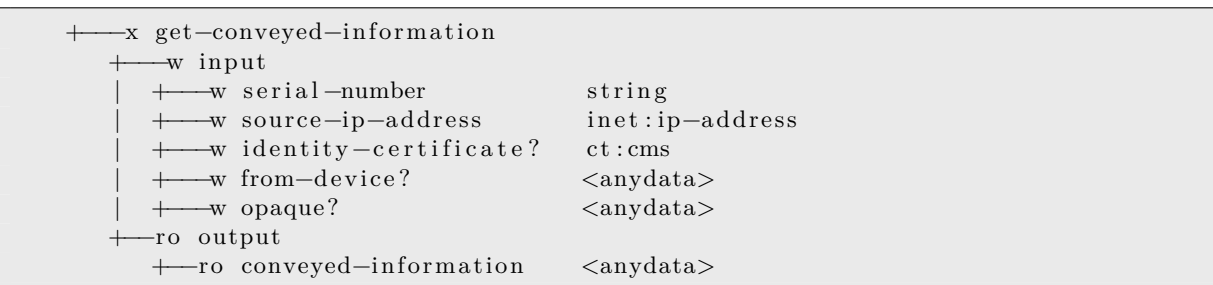 +---x get-conveyed-information
   +---w input
   |  +---w serial-number           string
   |  +---w source-ip-address       inet:ip-address
   |  +---w identity-certificate?   ct:cms
   |  +---w from-device?            <anydata>
   |  +---w opaque?                 <anydata>
   +--ro output
      +--ro conveyed-information    <anydata>